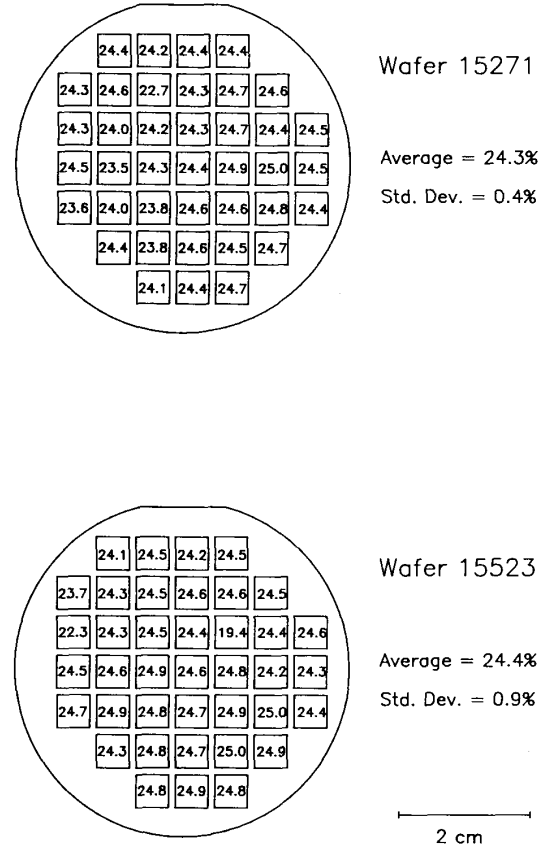 24.4 24.2 24.4 24.4
Wafer 15271
24.3 24.6 22.7 24.3 24.7 24.6
24.3 24.0 24.2 24.3 24.7 24.4 24.5
Average = 24.3%
24.5 23.5 24.3 24.4 24.9 25.0 24.5
Std. Dev. = 0.4%
23.6 24.0 23.8 24.6 24.6 24.8 24.4
24.4 23.8 24.6 24.5 24.7
24.1 24.4 24.7
24.1 24.5 24.2 24.5
Wafer 15523
23.7 24.3 24.5 24.6 24.6 24.5
22.3 24.3 24.5 24.4 19.4 24.4 24.6
Average = 24.4%
24.5 24.6 24.9 24.6 24.8 24.2 24.3
Std. Dev. = 0.9%
24.7 24.9 24.8 24.7 24.9 25.0 24.4
24.3 24.8 24.7 25.0 24.9
24.8 24.9 24.8
2 cm